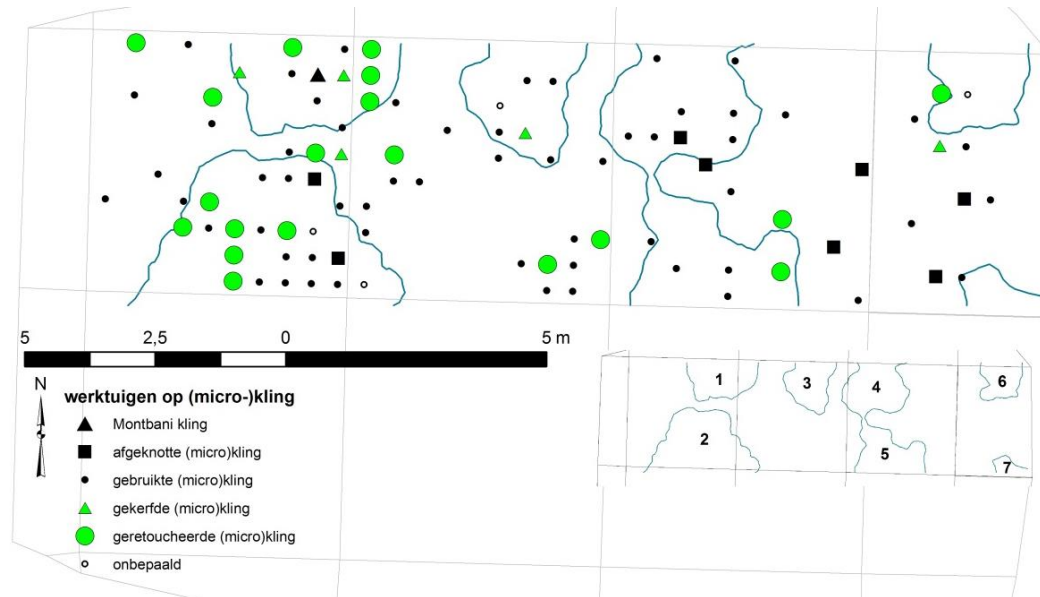 5 2,5 0 5 m
N
werktuigen op (micro-)kling
Montbani kling
afgeknotte (micro)kling
gebruikte (micro)kling
gekerfde (micro)kling
geretoucheerde (micro)kling
onbepaald
1 3 4 6
2 5 7